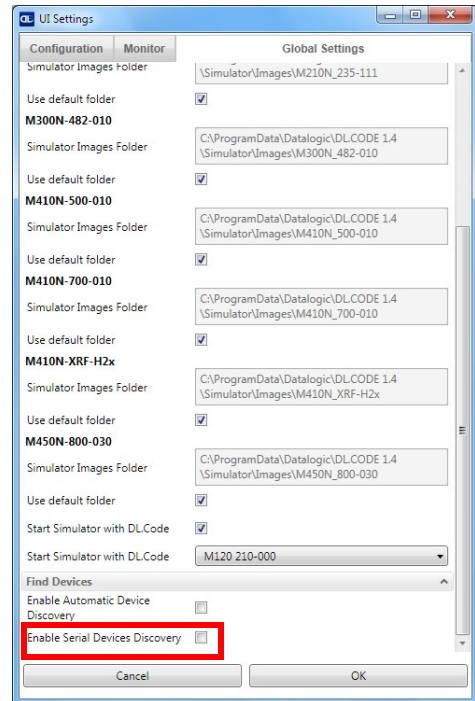 DL UI Settings
Configuration Monitor Global Settings
Simulator Images Folder
\Simulator\Images\M210N_235-111
Use default folder
M300N-482-010
Simulator Images Folder
C:\ProgramData\Datalogic\DL.CODE 1.4
\Simulator\Images\M300N_482-010
Use default folder
M410N-500-010
Simulator Images Folder
C:\ProgramData\Datalogic\DL.CODE 1.4
\Simulator\Images\M410N_500-010
Use default folder
M410N-700-010
Simulator Images Folder
C:\ProgramData\Datalogic\DL.CODE 1.4
\Simulator\Images\M410N_700-010
Use default folder
M410N-XRF-H2x
Simulator Images Folder
C:\ProgramData\Datalogic\DL.CODE 1.4
\Simulator\Images\M410N_XRF-H2x
Use default folder
M450N-800-030
Simulator Images Folder
C:\ProgramData\Datalogic\DL.CODE 1.4
\Simulator\Images\M450N_800-030
Use default folder
Start Simulator with DL.Code
Start Simulator with DL.Code M120 210-000
Find Devices
Enable Automatic Device
Discovery
Enable Serial Devices Discovery
Cancel OK